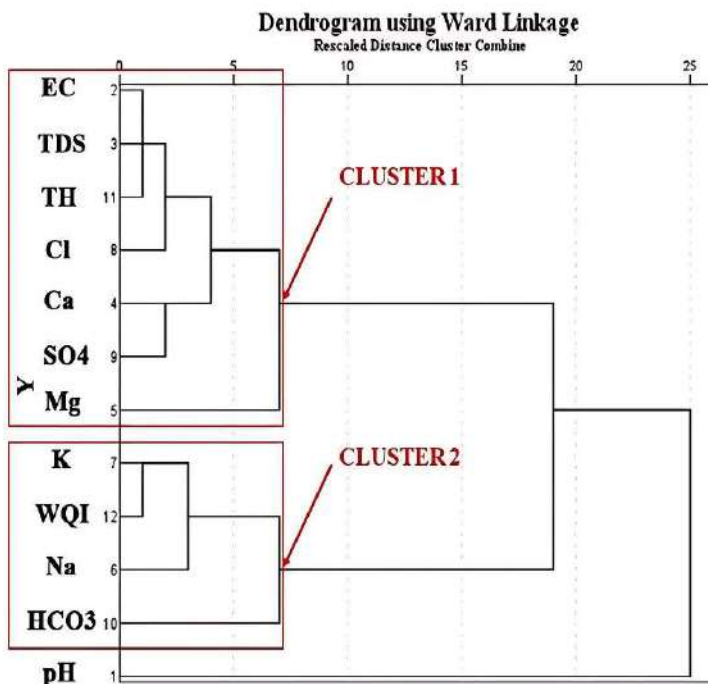 Dendrogram using Ward Linkage
Rescaled Distance Cluster Combine
0 5 10 15 20 25
EC 2
TDS 3
TH 11
CLUSTER 1
Cl 8
Ca 4
SO4 9
Y
Mg 5
K 7
CLUSTER 2
WQI 12
Na 6
HCO3 10
pH 1